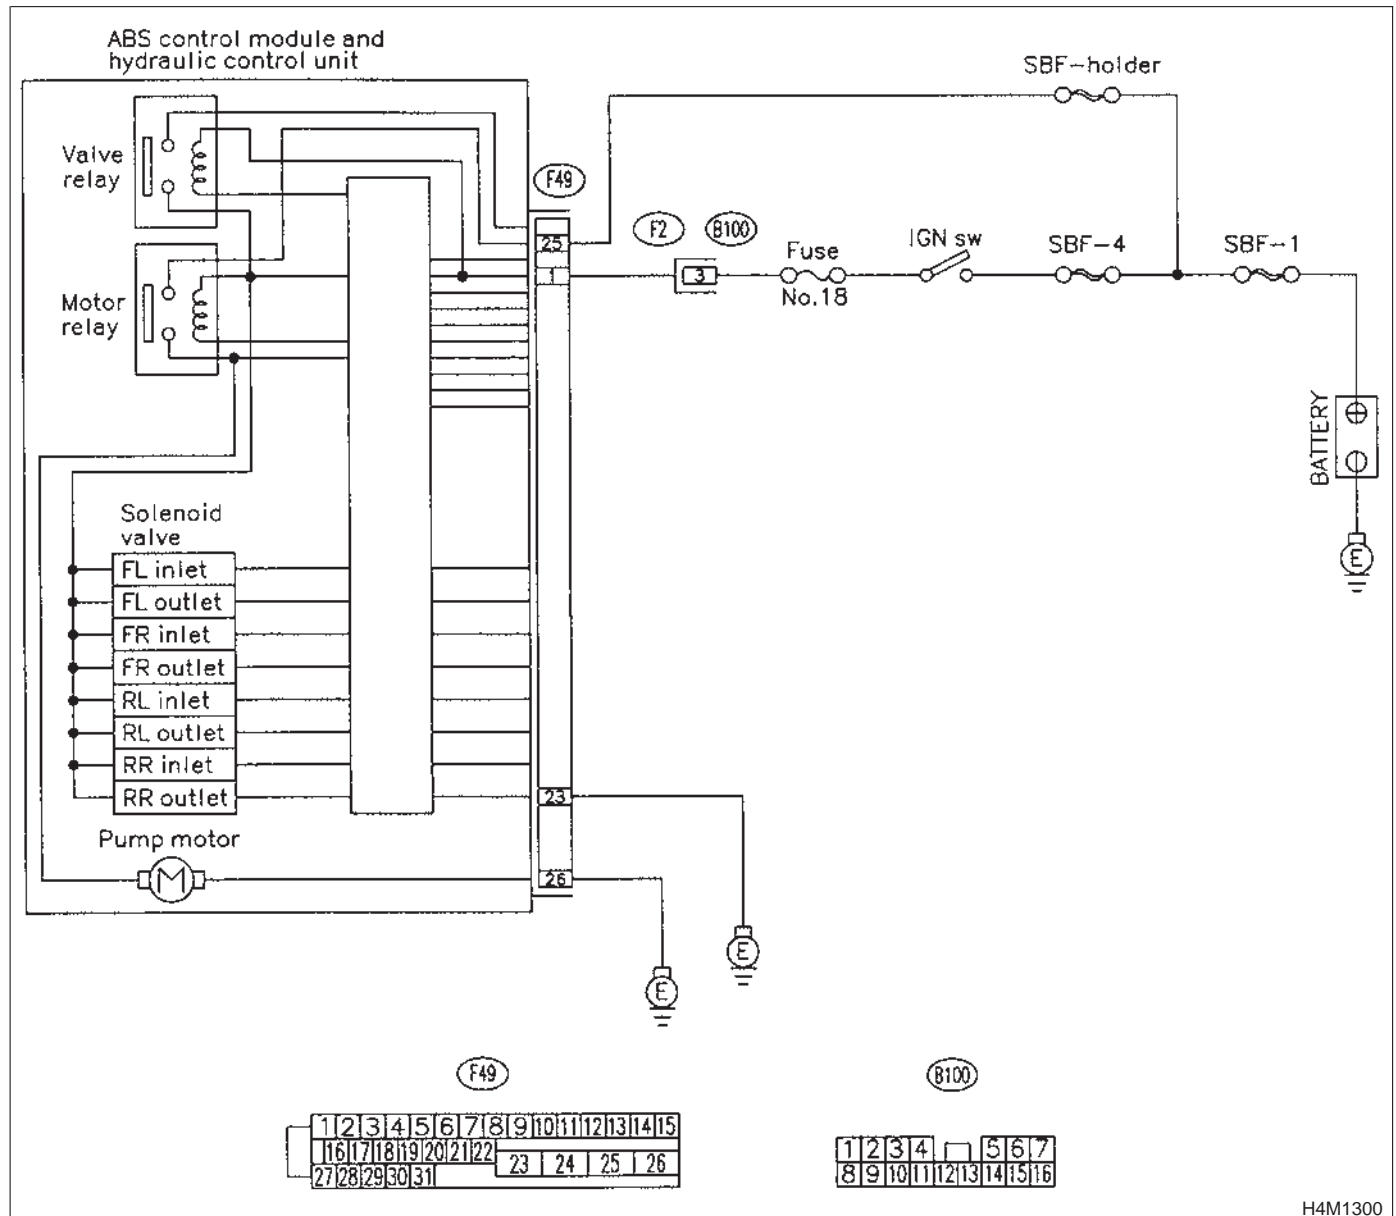 ABS control module and
hydraulic control unit
SBF-holder
Valve
relay
F49
25
F2
B100
Fuse
No.18
IGN sw
SBF-4
SBF-1
1
3
Motor
relay
BATTERY
E
Solenoid
valve
FL inlet
FL outlet
FR inlet
FR outlet
RL inlet
RL outlet
RR inlet
RR outlet
23
Pump motor
M
26
E
E
F49
B100
1 2 3 4 5 6 7 8 9 10 11 12 13 14 15
16 17 18 19 20 21 22
23 24 25 26
27 28 29 30 31
1 2 3 4 5 6 7
8 9 10 11 12 13 14 15 16
H4M1300